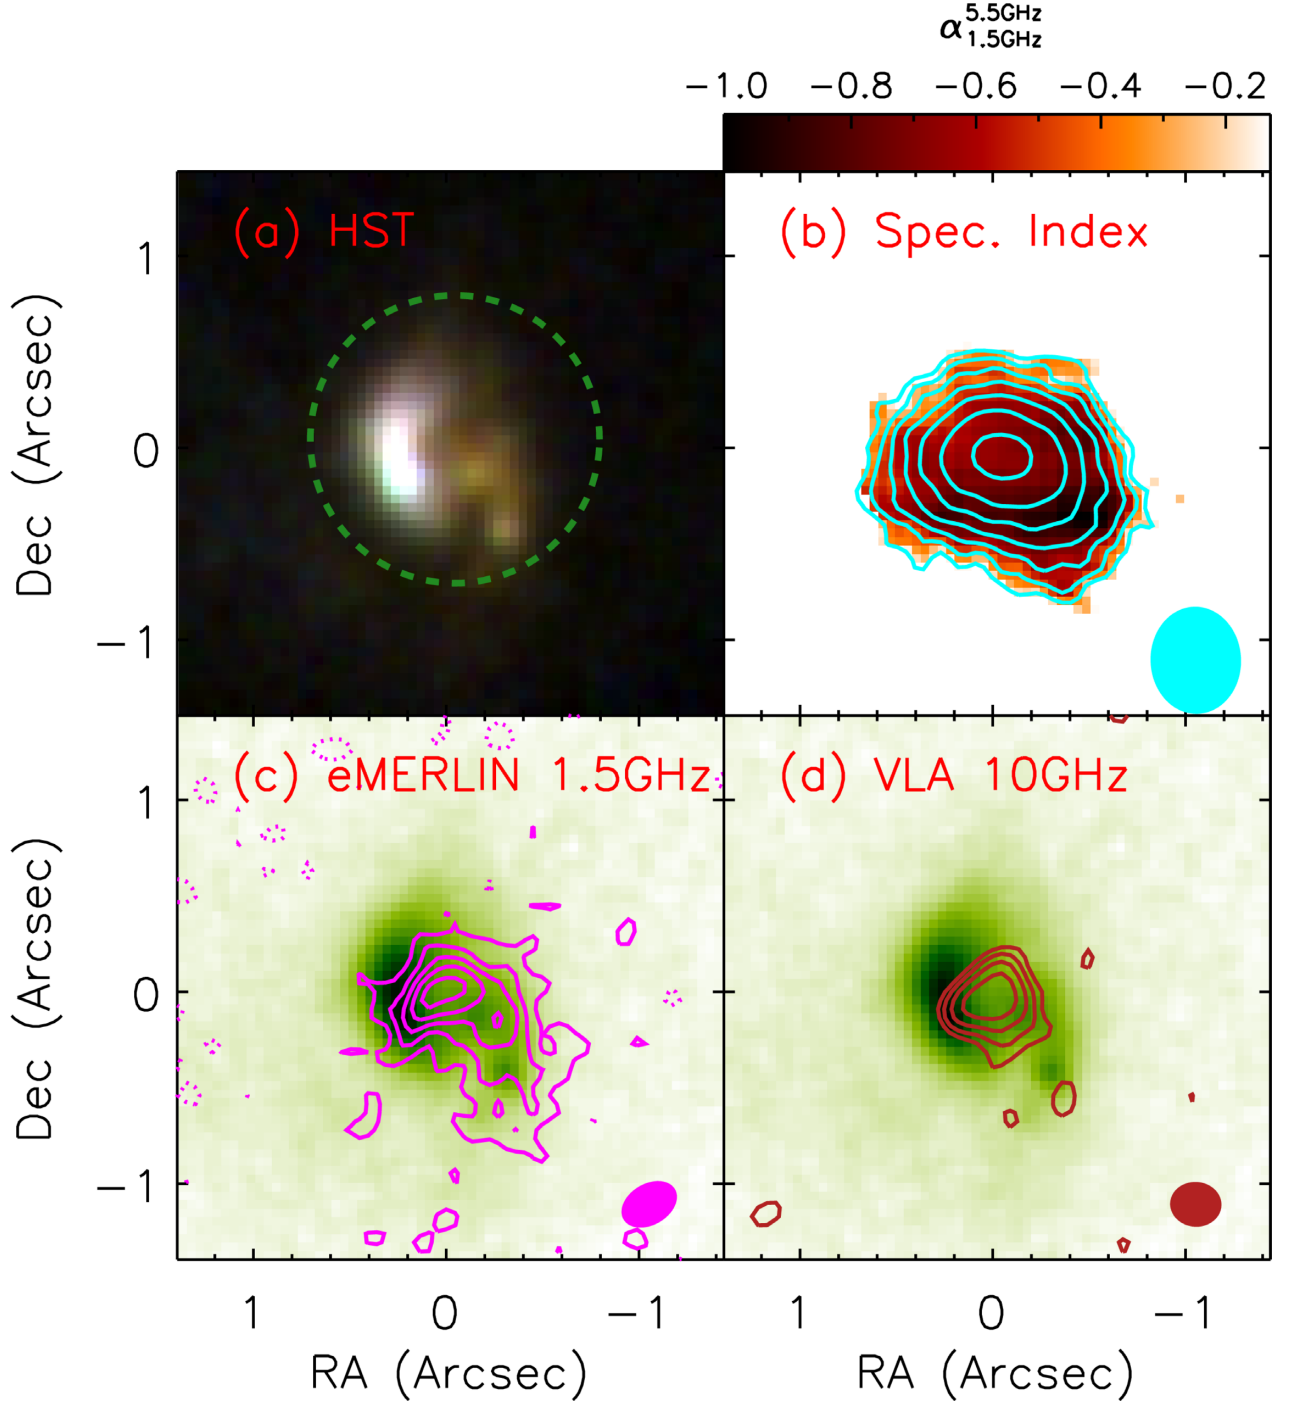 α 5.5GHz
1.5GHz
−1.0 −0.8 −0.6 −0.4 −0.2
(a) HST
(b) Spec. Index
1
0
−1
Dec (Arcsec)
(c) eMERLIN 1.5GHz
(d) VLA 10GHz
1
0
−1
Dec (Arcsec)
1 0 −1
1 0 −1
RA (Arcsec)
RA (Arcsec)